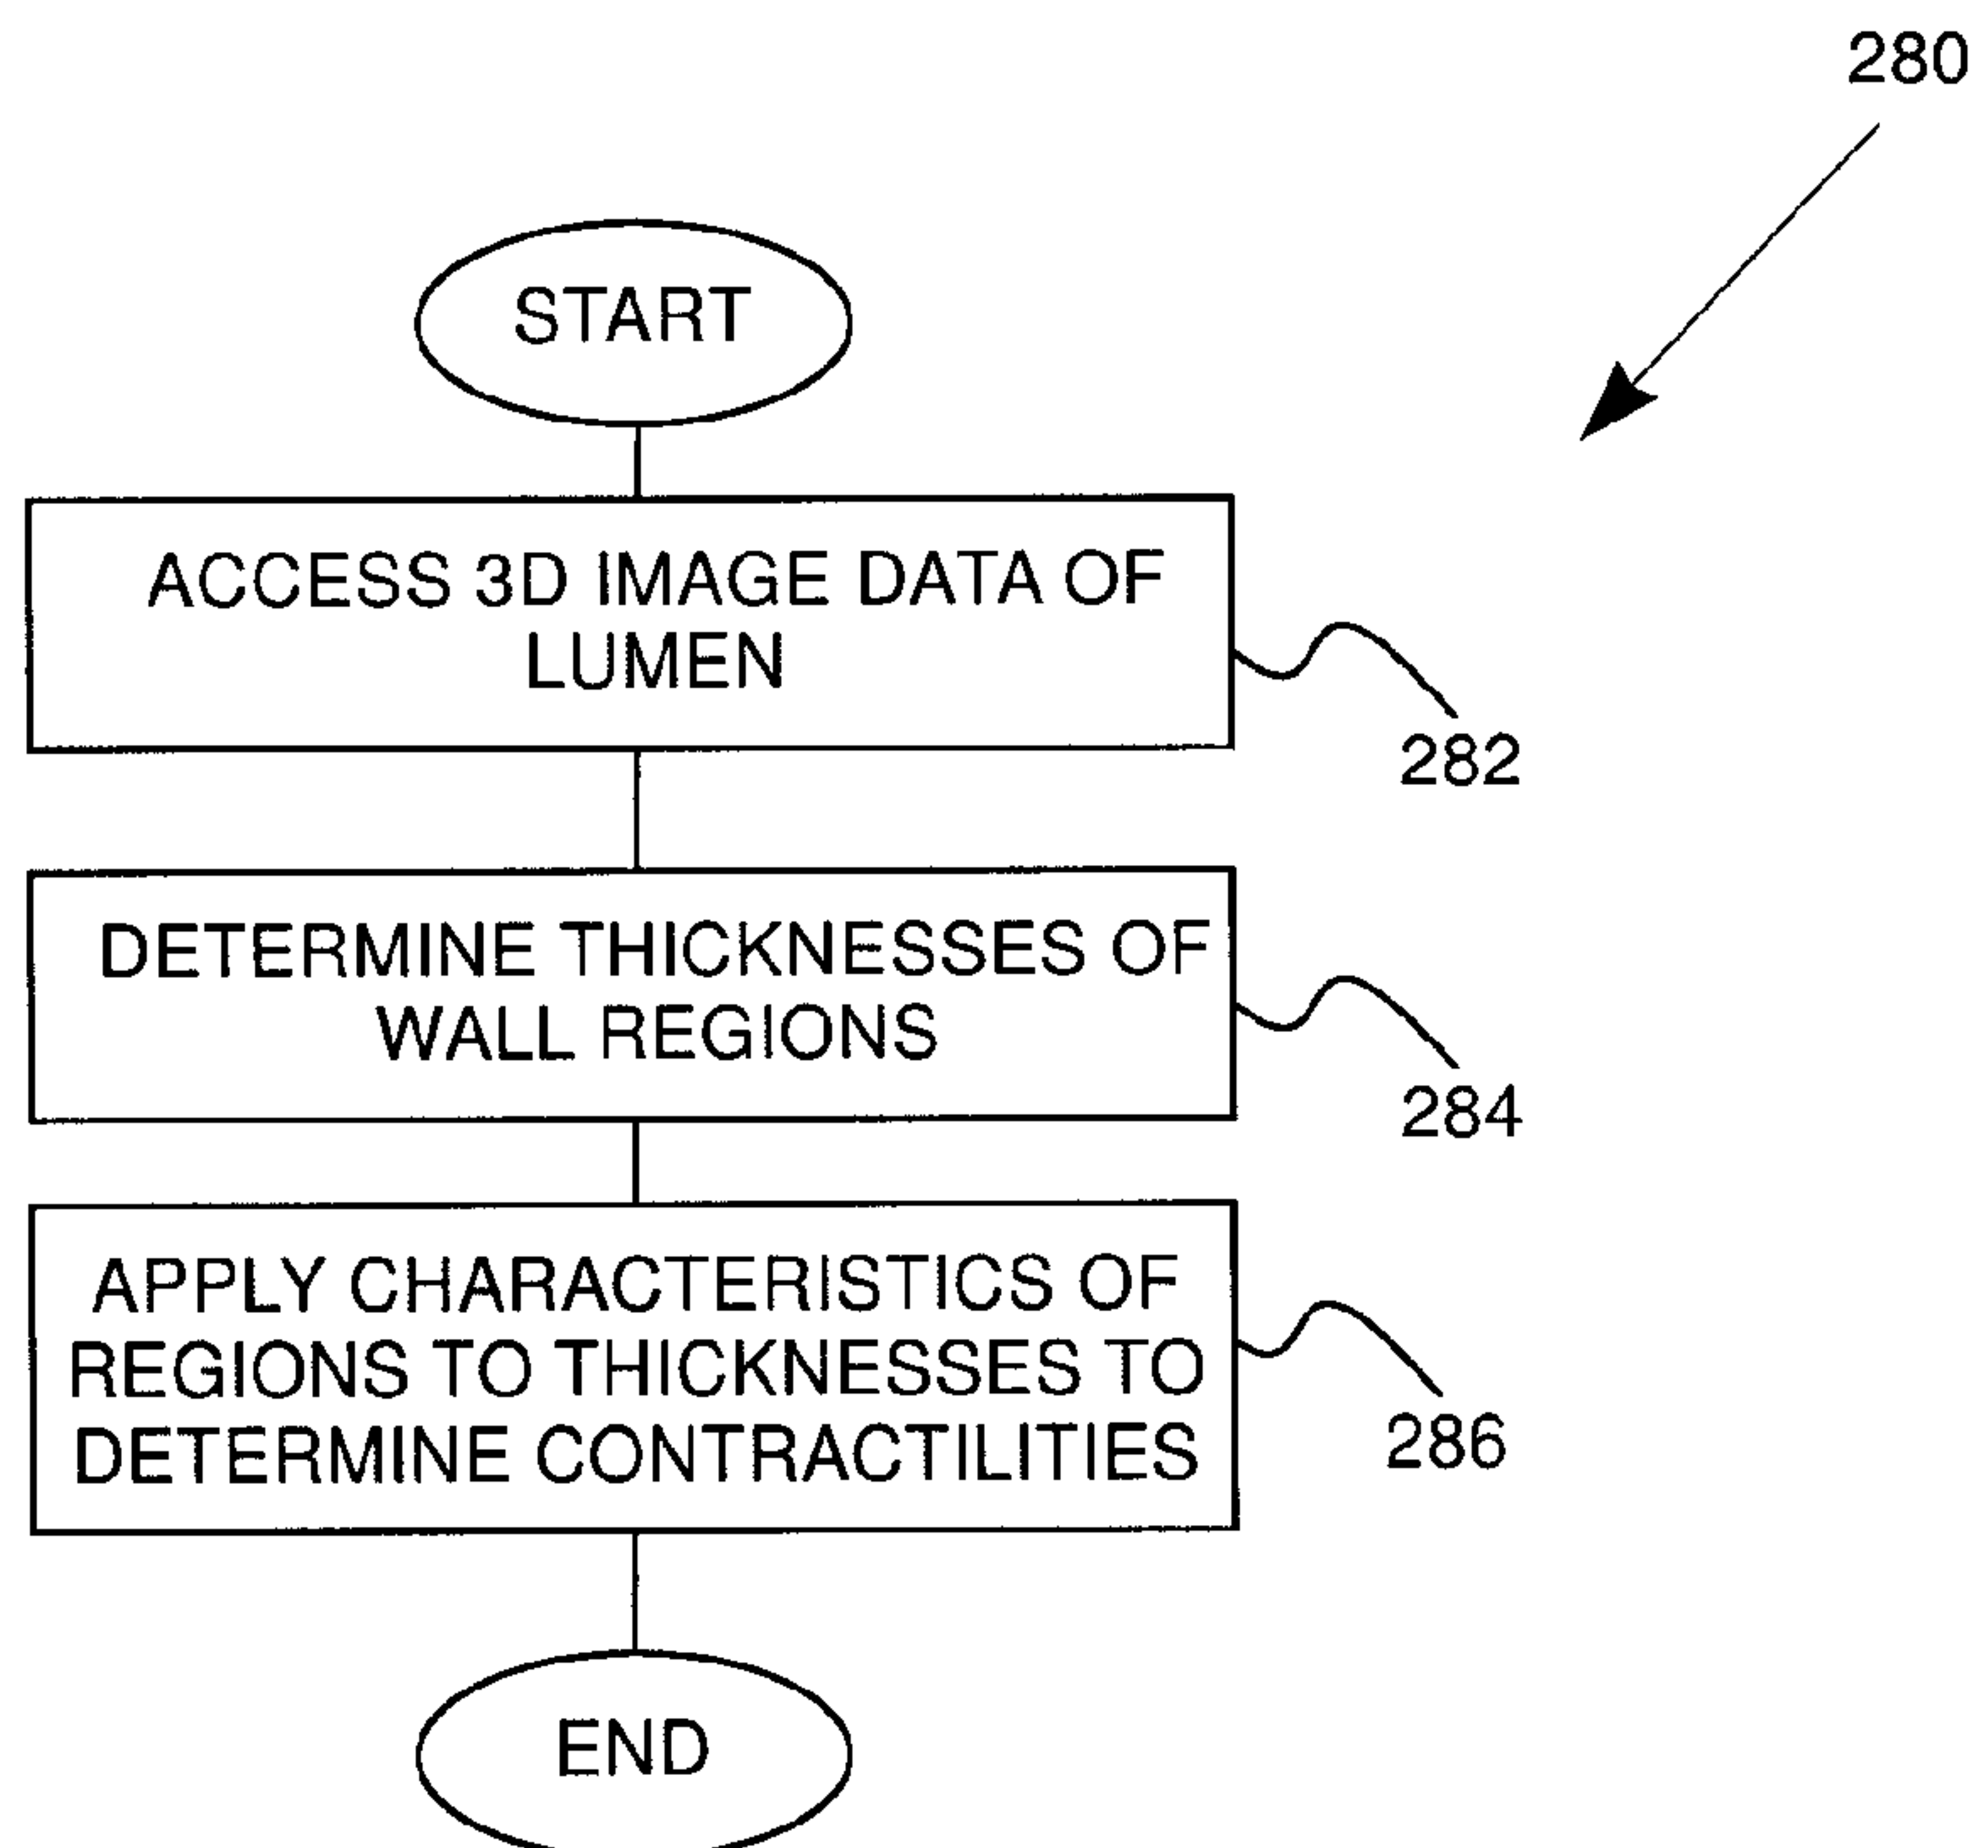 280
START
ACCESS 3D IMAGE DATA OF
LUMEN
282
DETERMINE THICKNESSES OF
WALL REGIONS
284
APPLY CHARACTERISTICS OF
REGIONS TO THICKNESSES TO
DETERMINE CONTRACTILITIES
286
END